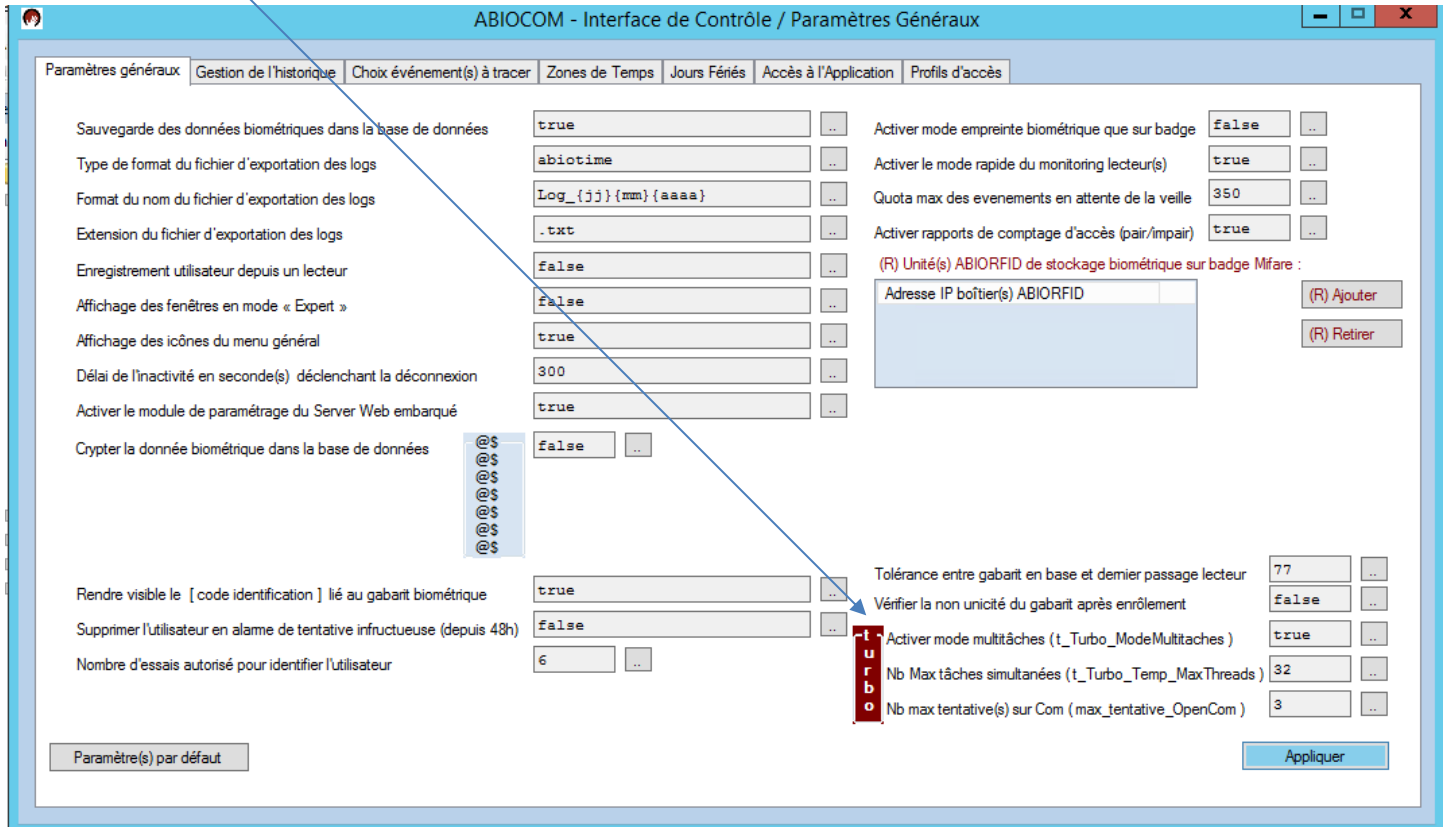 ABIOCOM - Interface de Contrôle / Paramètres Généraux
Paramètres généraux Gestion de l'historique Choix événement(s) à tracer Zones de Temps Jours Fériés Accès à l'Application Profils d'accès
Sauvegarde des données biométriques dans la base de données true ..
Type de format du fichier d'exportation des logs abiotime ..
Format du nom du fichier d'exportation des logs Log_{jj}{mm}{aaaa} ..
Extension du fichier d'exportation des logs .txt ..
Enregistrement utilisateur depuis un lecteur false ..
Affichage des fenêtres en mode « Expert » false ..
Affichage des icônes du menu général true ..
Délai de l'inactivité en seconde(s) déclenchant la déconnexion 300 ..
Activer le module de paramétrage du Server Web embarqué true ..
Crypter la donnée biométrique dans la base de données @$ false ..
@$
@$
@$
@$
@$
@$
Rendre visible le [ code identification ] lié au gabarit biométrique true ..
Supprimer l'utilisateur en alarme de tentative infructueuse (depuis 48h) false ..
Nombre d'essais autorisé pour identifier l'utilisateur 6 ..
Paramètre(s) par défaut
Activer mode empreinte biométrique que sur badge false ..
Activer le mode rapide du monitoring lecteur(s) true ..
Quota max des evenements en attente de la veille 350 ..
Activer rapports de comptage d'accès (pair/impair) true ..
(R) Unité(s) ABIORFID de stockage biométrique sur badge Mifare :
Adresse IP boîtier(s) ABIORFID
(R) Ajouter
(R) Retirer
Tolérance entre gabarit en base et dernier passage lecteur 77 ..
Vérifier la non unicité du gabarit après enrôlement false ..
turbo
Activer mode multitâches ( t_Turbo_ModeMultitaches ) true ..
Nb Max tâches simultanées ( t_Turbo_Temp_MaxThreads ) 32 ..
Nb max tentative(s) sur Com ( max_tentative_OpenCom ) 3 ..
Appliquer